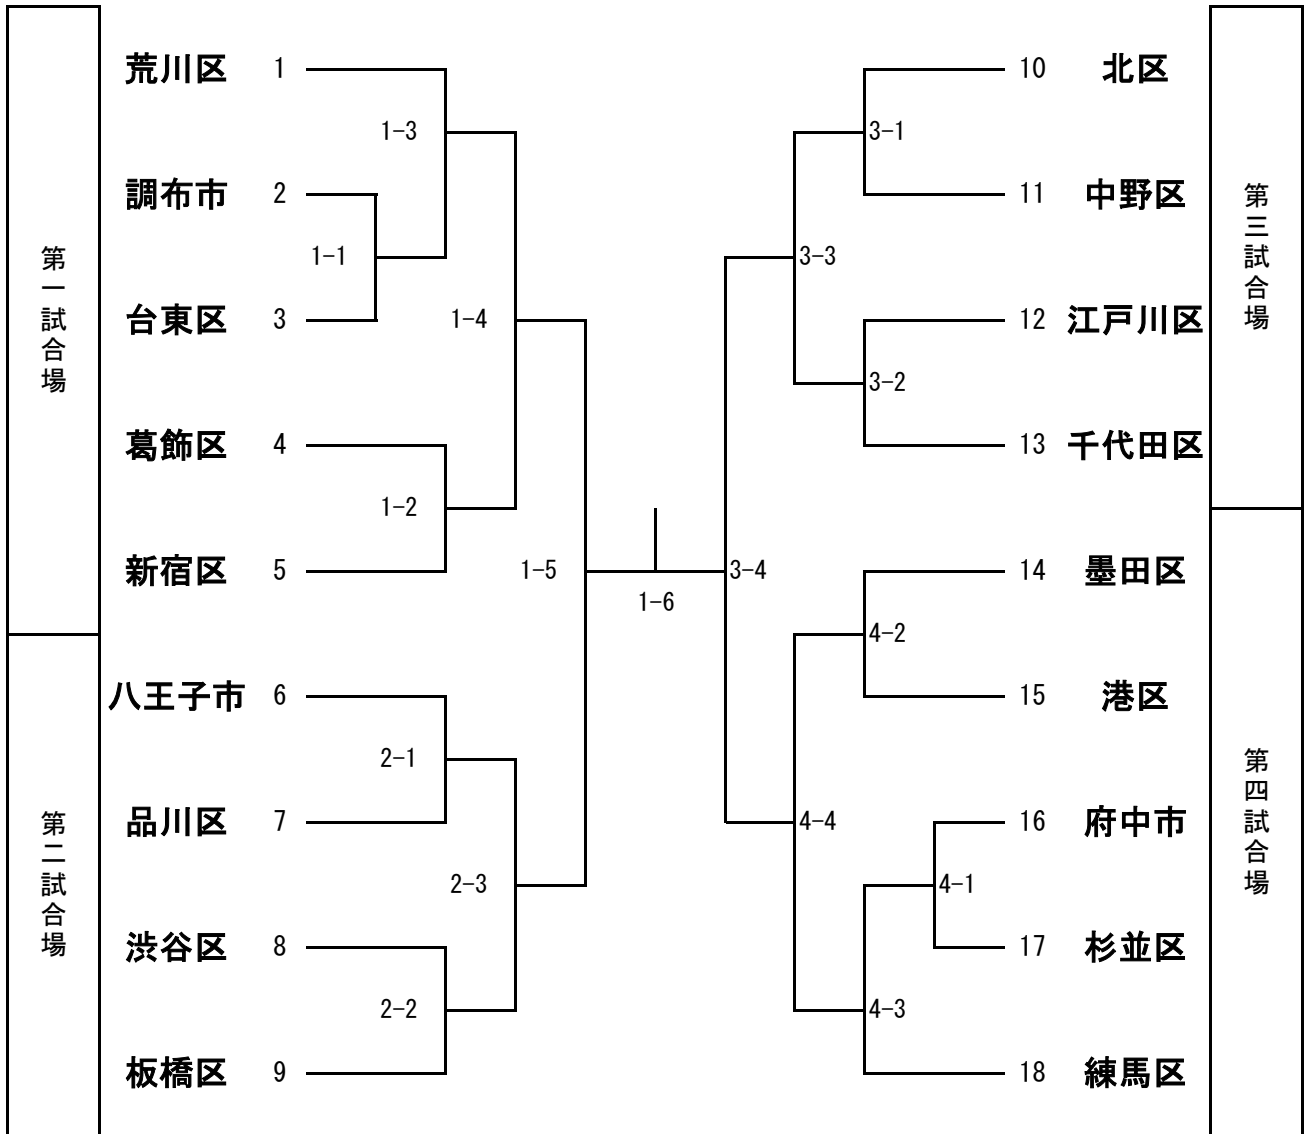 第一試合場
荒川区 1
1-3
調布市 2
1-1
台東区 3
1-4
葛飾区 4
1-2
新宿区 5
1-5
第二試合場
八王子市 6
2-1
品川区 7
2-3
渋谷区 8
2-2
板橋区 9
1-6
第三試合場
10 北区
3-1
11 中野区
3-3
12 江戸川区
3-2
13 千代田区
3-4
第四試合場
14 墨田区
4-2
15 港区
4-4
16 府中市
4-1
17 杉並区
4-3
18 練馬区